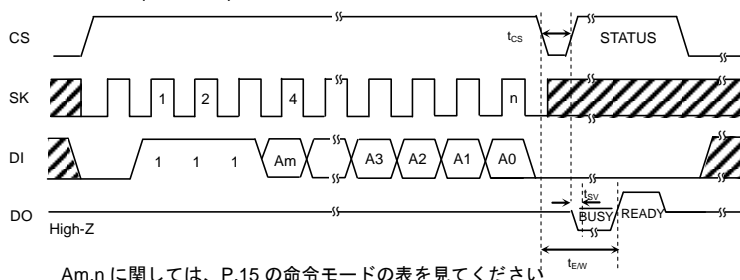 CS
tCS
STATUS
SK
1 2 4 n
DI
1 1 1 Am A3 A2 A1 A0
tSV
DO
BUSY READY
High-Z
tE/W
Am,n に関しては、P.15 の命令モードの表を見てください